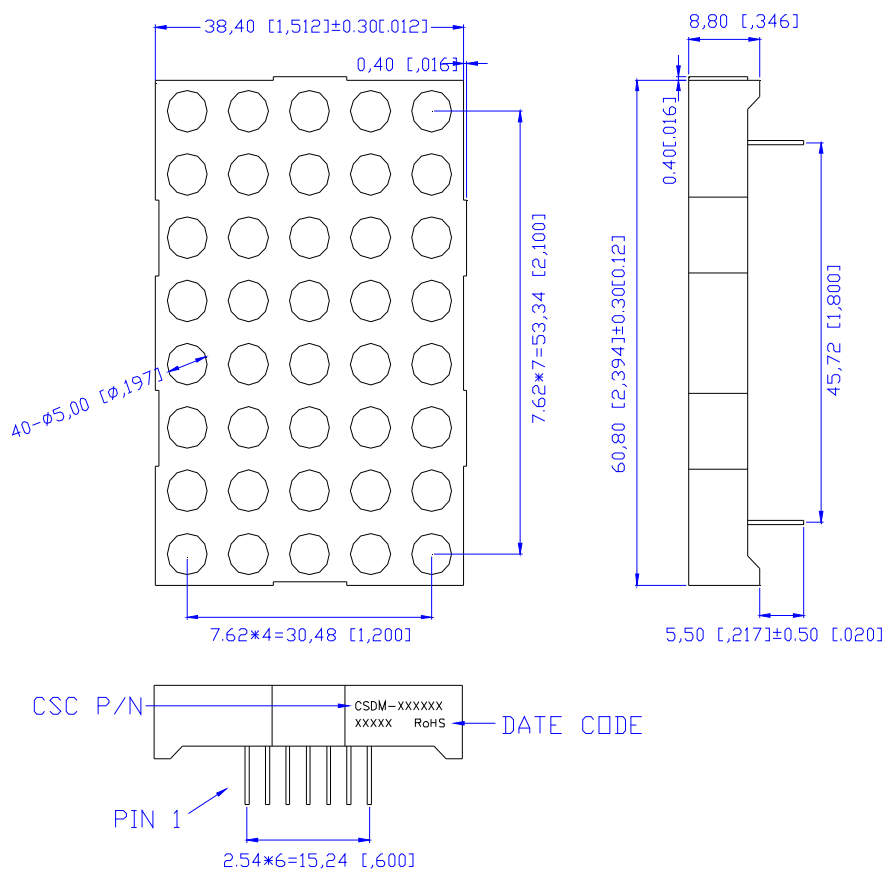 38,40 [1,512]±0.30[.012]
8,80 [,346]
0,40 [,016]
0.40[.016]
7.62*7=53,34 [2,100]
60,80 [2,394]±0.30[0.12]
45,72 [1,800]
40-ø5,00 [ø,197]
7.62*4=30,48 [1,200]
5,50 [,217]±0.50 [.020]
CSC P/N
CSDM-XXXXXX
XXXXX RoHS
DATE CODE
PIN 1
2.54*6=15,24 [,600]